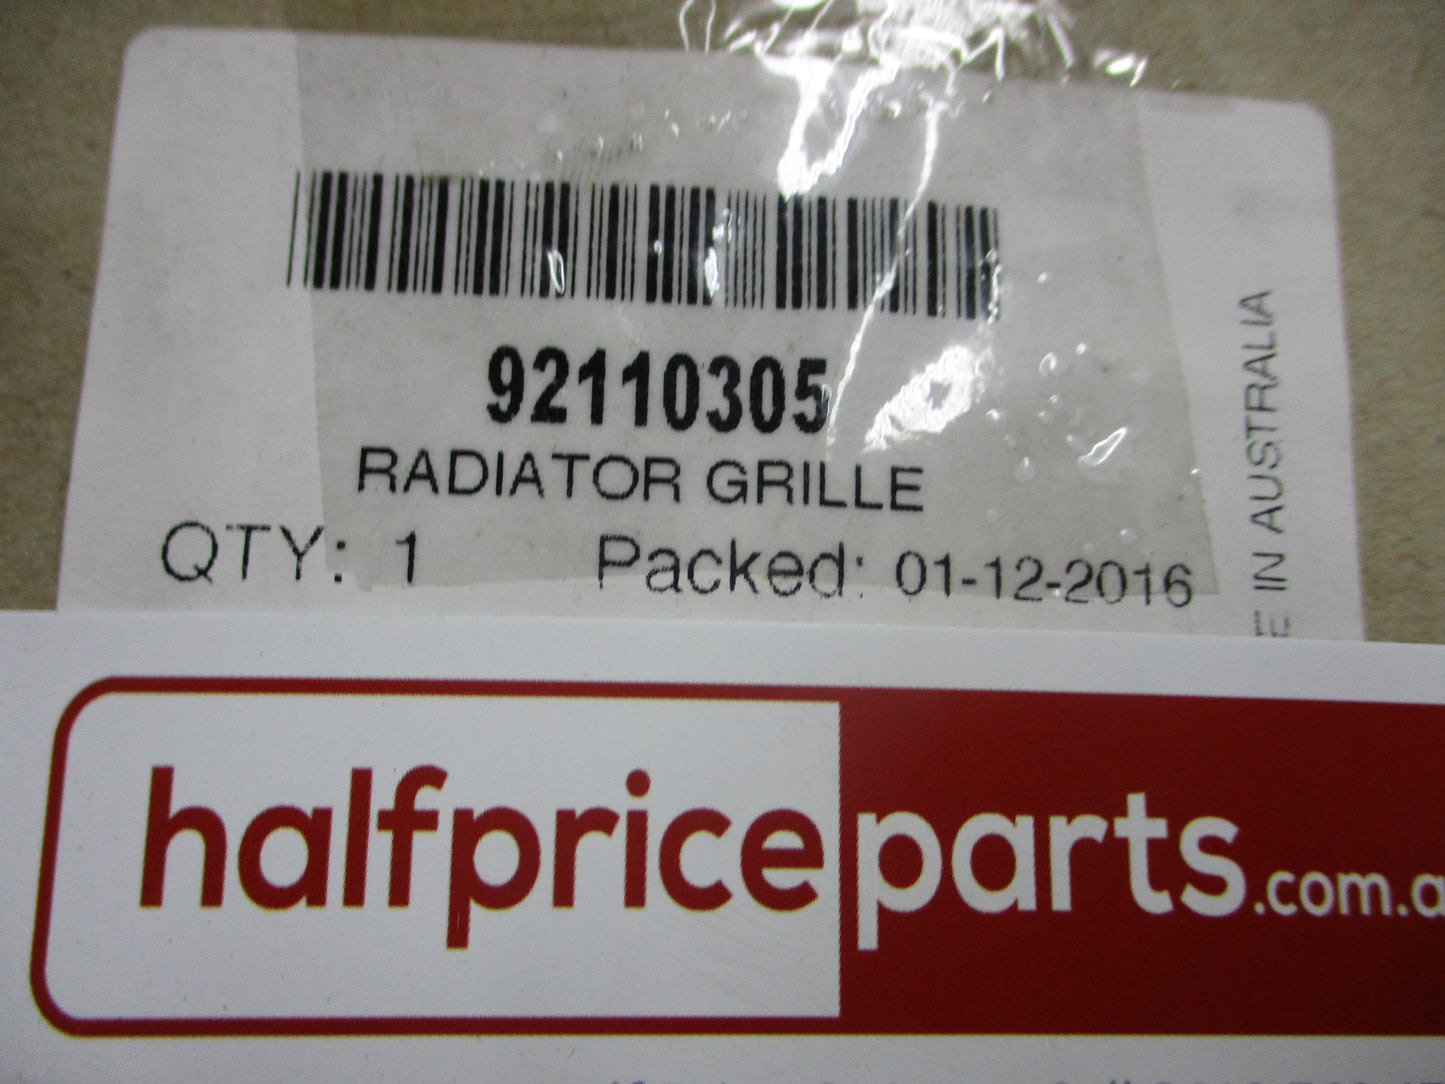 92110305
RADIATOR GRILLE
QTY: 1 Packed: 01-12-2016
IN AUSTRALIA
halfpriceparts.com.a